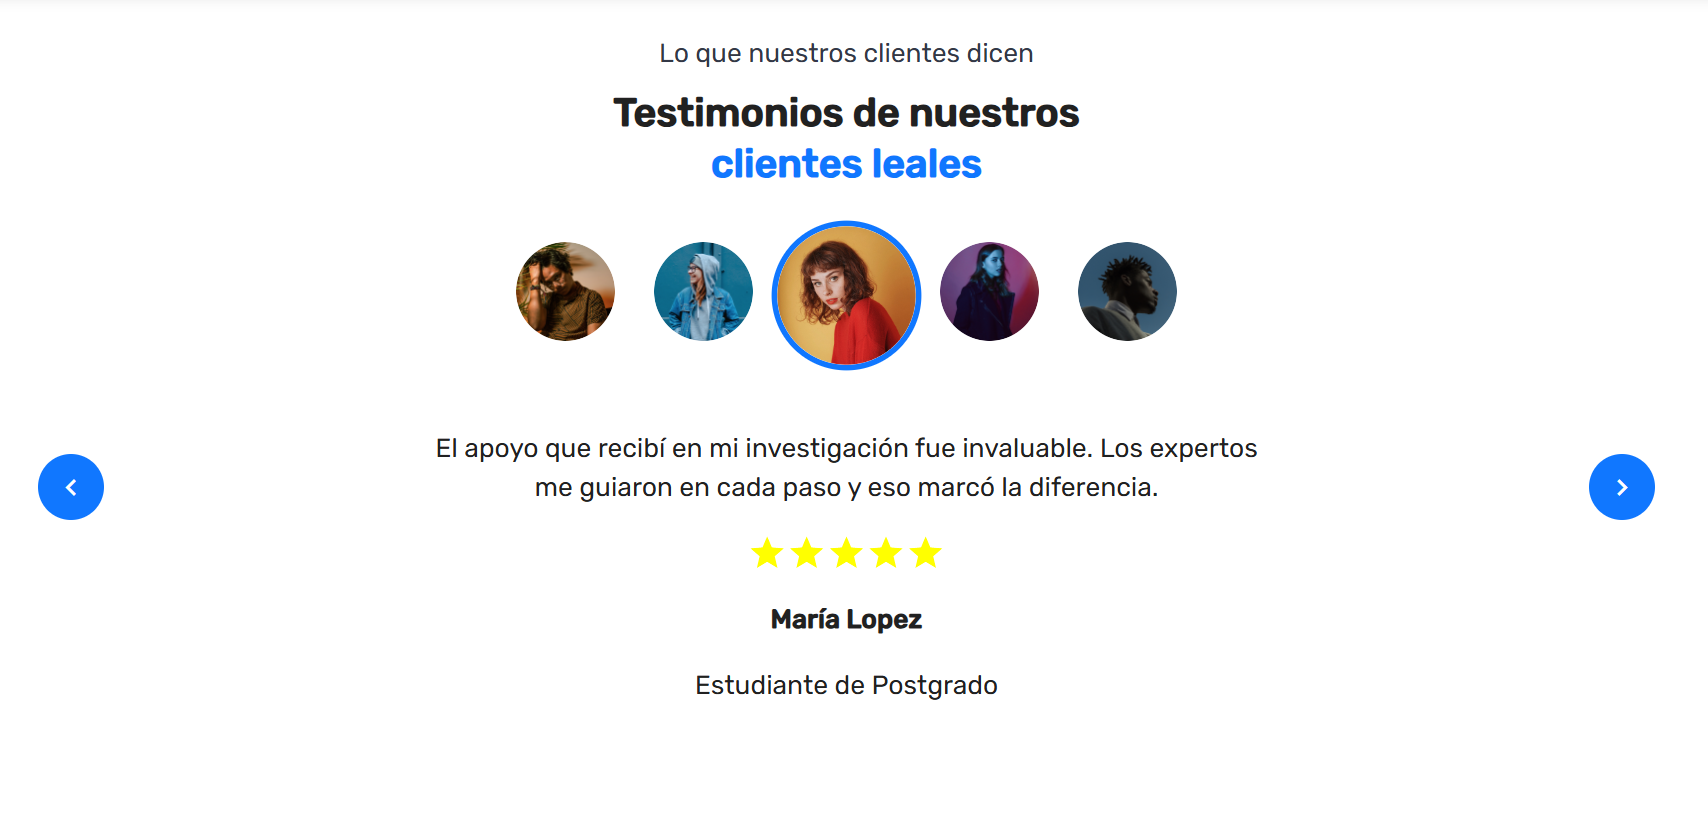 Lo que nuestros clientes dicen
Testimonios de nuestros
clientes leales
El apoyo que recibí en mi investigación fue invaluable. Los expertos
me guiaron en cada paso y eso marcó la diferencia.
María Lopez
Estudiante de Postgrado